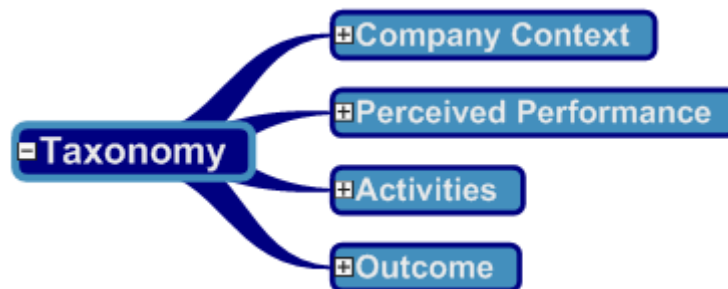 Company Context
Perceived Performance
Taxonomy
Activities
Outcome